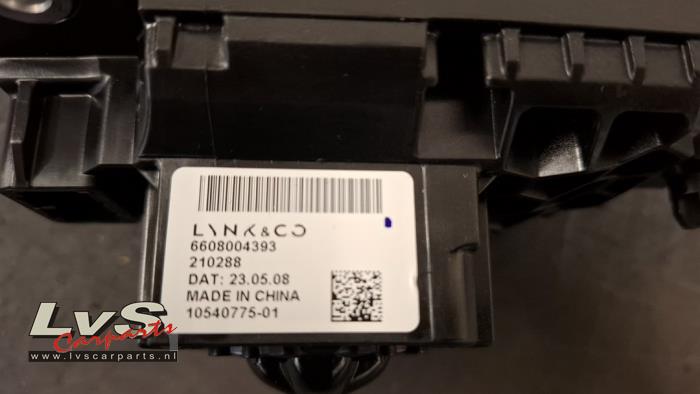 LYNK&CO
6608004393
210288
DAT: 23.05.08
MADE IN CHINA
10540775-01
LvS
Carparts
www.lvscarparts.nl